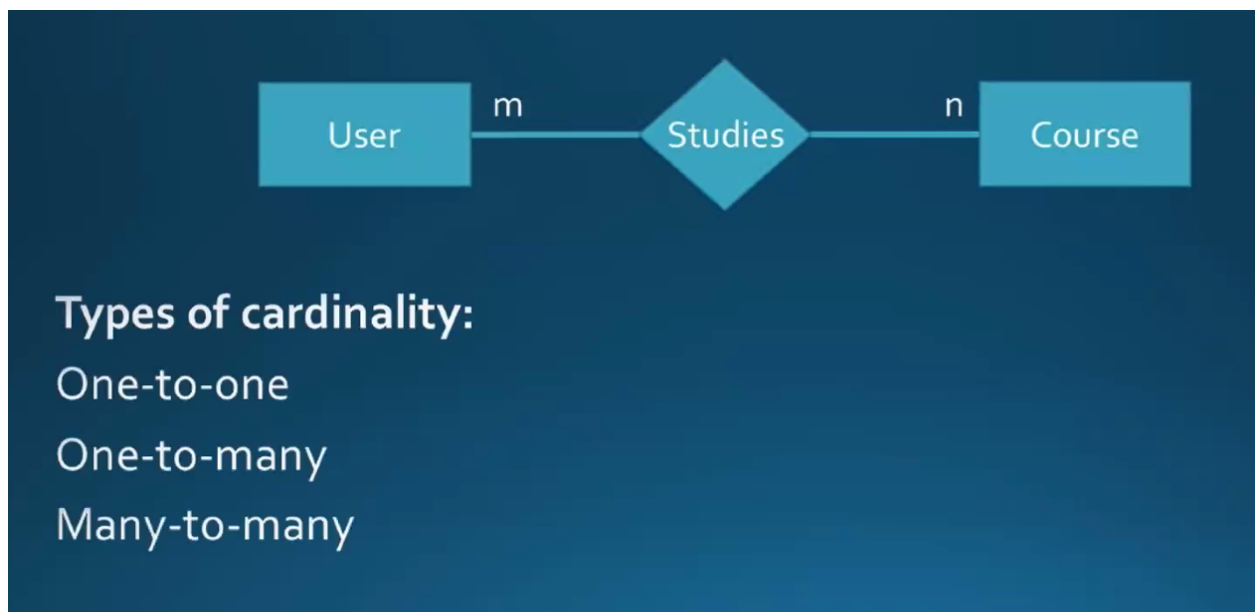 m
n
User
Studies
Course
Types of cardinality:
One-to-one
One-to-many
Many-to-many